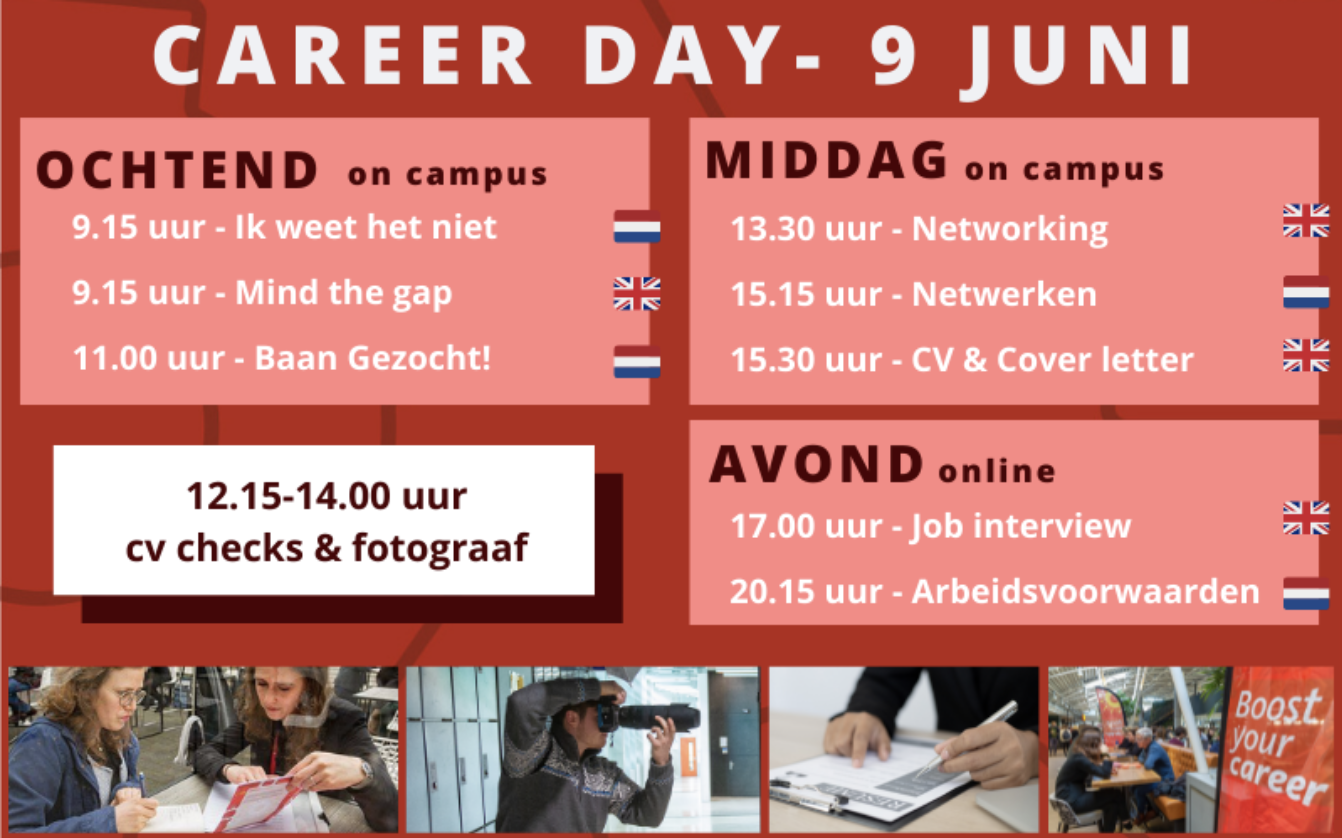 CAREER DAY- 9 JUNI
OCHTEND on campus
9.15 uur - Ik weet het niet
9.15 uur - Mind the gap
11.00 uur - Baan Gezocht!
12.15-14.00 uur
cv checks & fotograaf
MIDDAG on campus
13.30 uur - Networking
15.15 uur - Netwerken
15.30 uur - CV & Cover letter
AVOND online
17.00 uur - Job interview
20.15 uur - Arbeidsvoorwaarden
RESUME
Boost
your
career